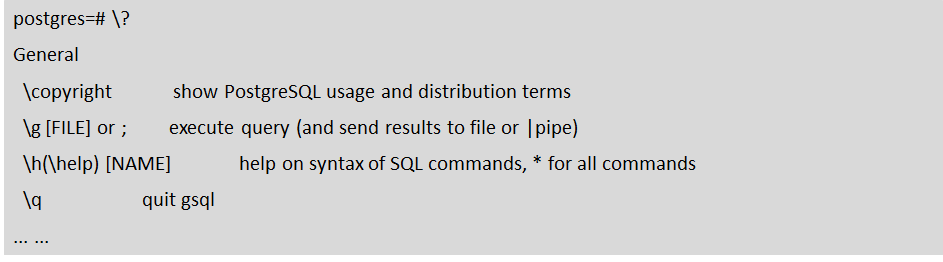 postgres=# \?
General
\copyright show PostgreSQL usage and distribution terms
\g [FILE] or ; execute query (and send results to file or |pipe)
\h(\help) [NAME] help on syntax of SQL commands, * for all commands
\q quit gsql
... ...